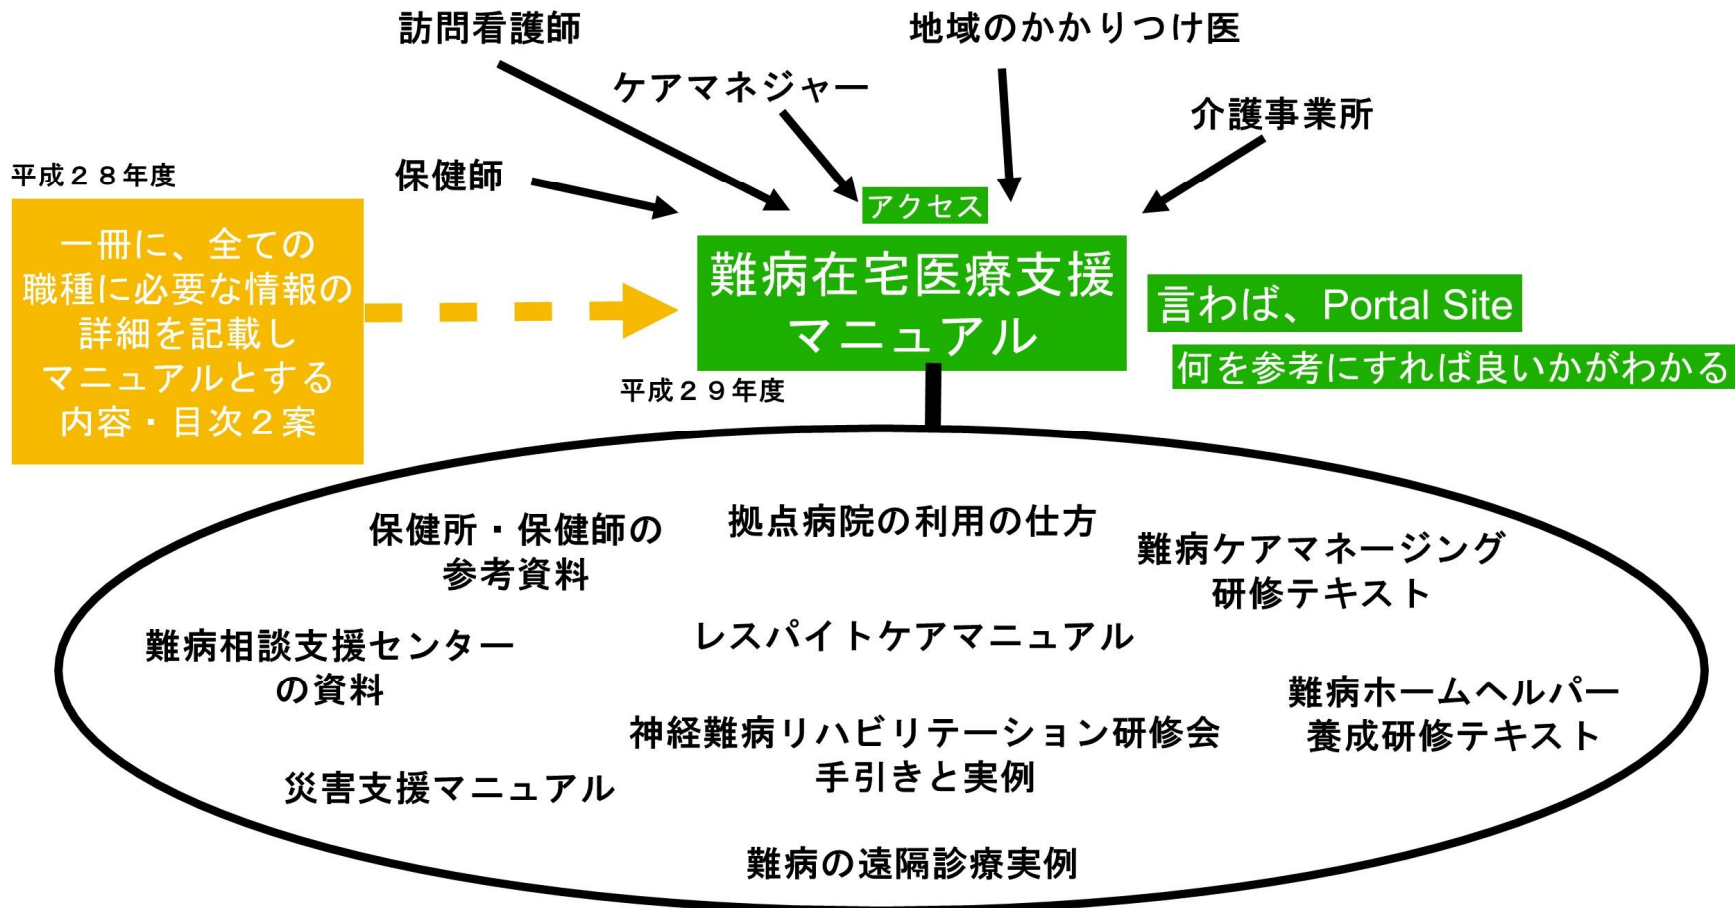 訪問看護師
地域のかかりつけ医
ケアマネジャー
介護事業所
保健師
平成２８年度
アクセス
一冊に、全ての
職種に必要な情報の
詳細を記載し
マニュアルとする
内容・目次２案
難病在宅医療支援
マニュアル
言わば、Portal Site
何を参考にすれば良いかがわかる
平成２９年度
保健所・保健師の
参考資料
拠点病院の利用の仕方
難病ケアマネージング
研修テキスト
難病相談支援センター
の資料
レスパイトケアマニュアル
難病ホームヘルパー
養成研修テキスト
神経難病リハビリテーション研修会
手引きと実例
災害支援マニュアル
難病の遠隔診療実例